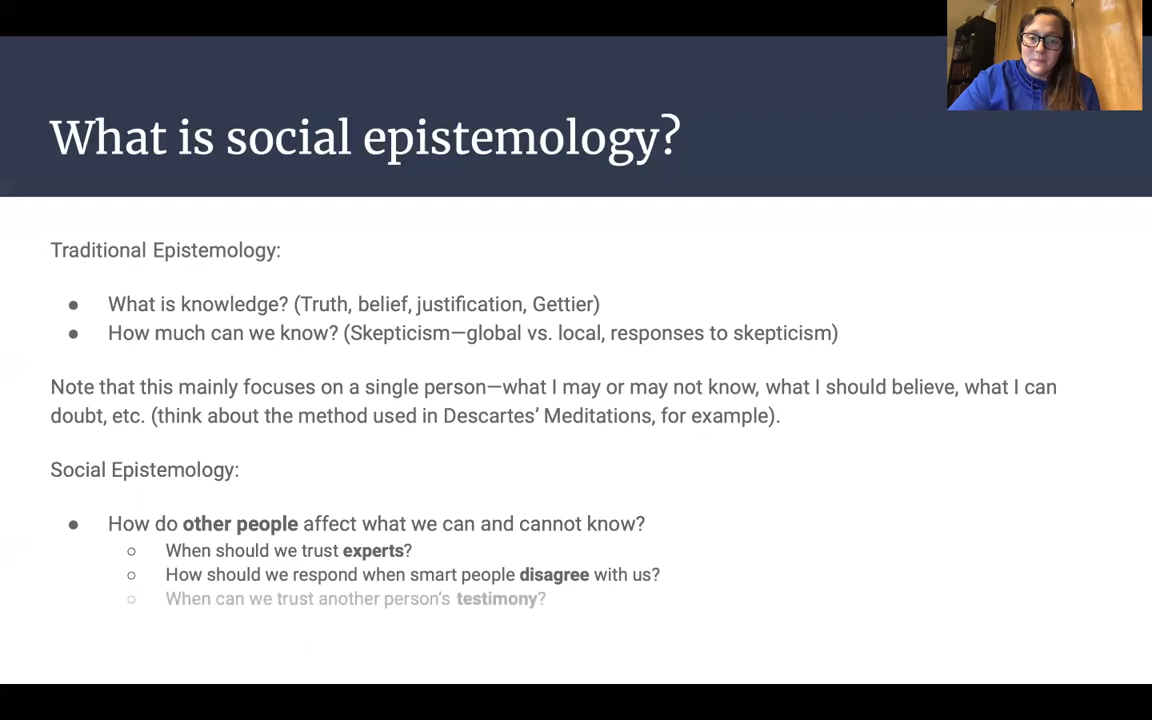 What is social epistemology?
Traditional Epistemology:
● What is knowledge? (Truth, belief, justification, Gettier)
● How much can we know? (Skepticism—global vs. local, responses to skepticism)
Note that this mainly focuses on a single person—what I may or may not know, what I should believe, what I can
doubt, etc. (think about the method used in Descartes’ Meditations, for example).
Social Epistemology:
● How do other people affect what we can and cannot know?
○ When should we trust experts?
○ How should we respond when smart people disagree with us?
○ When can we trust another person’s testimony?